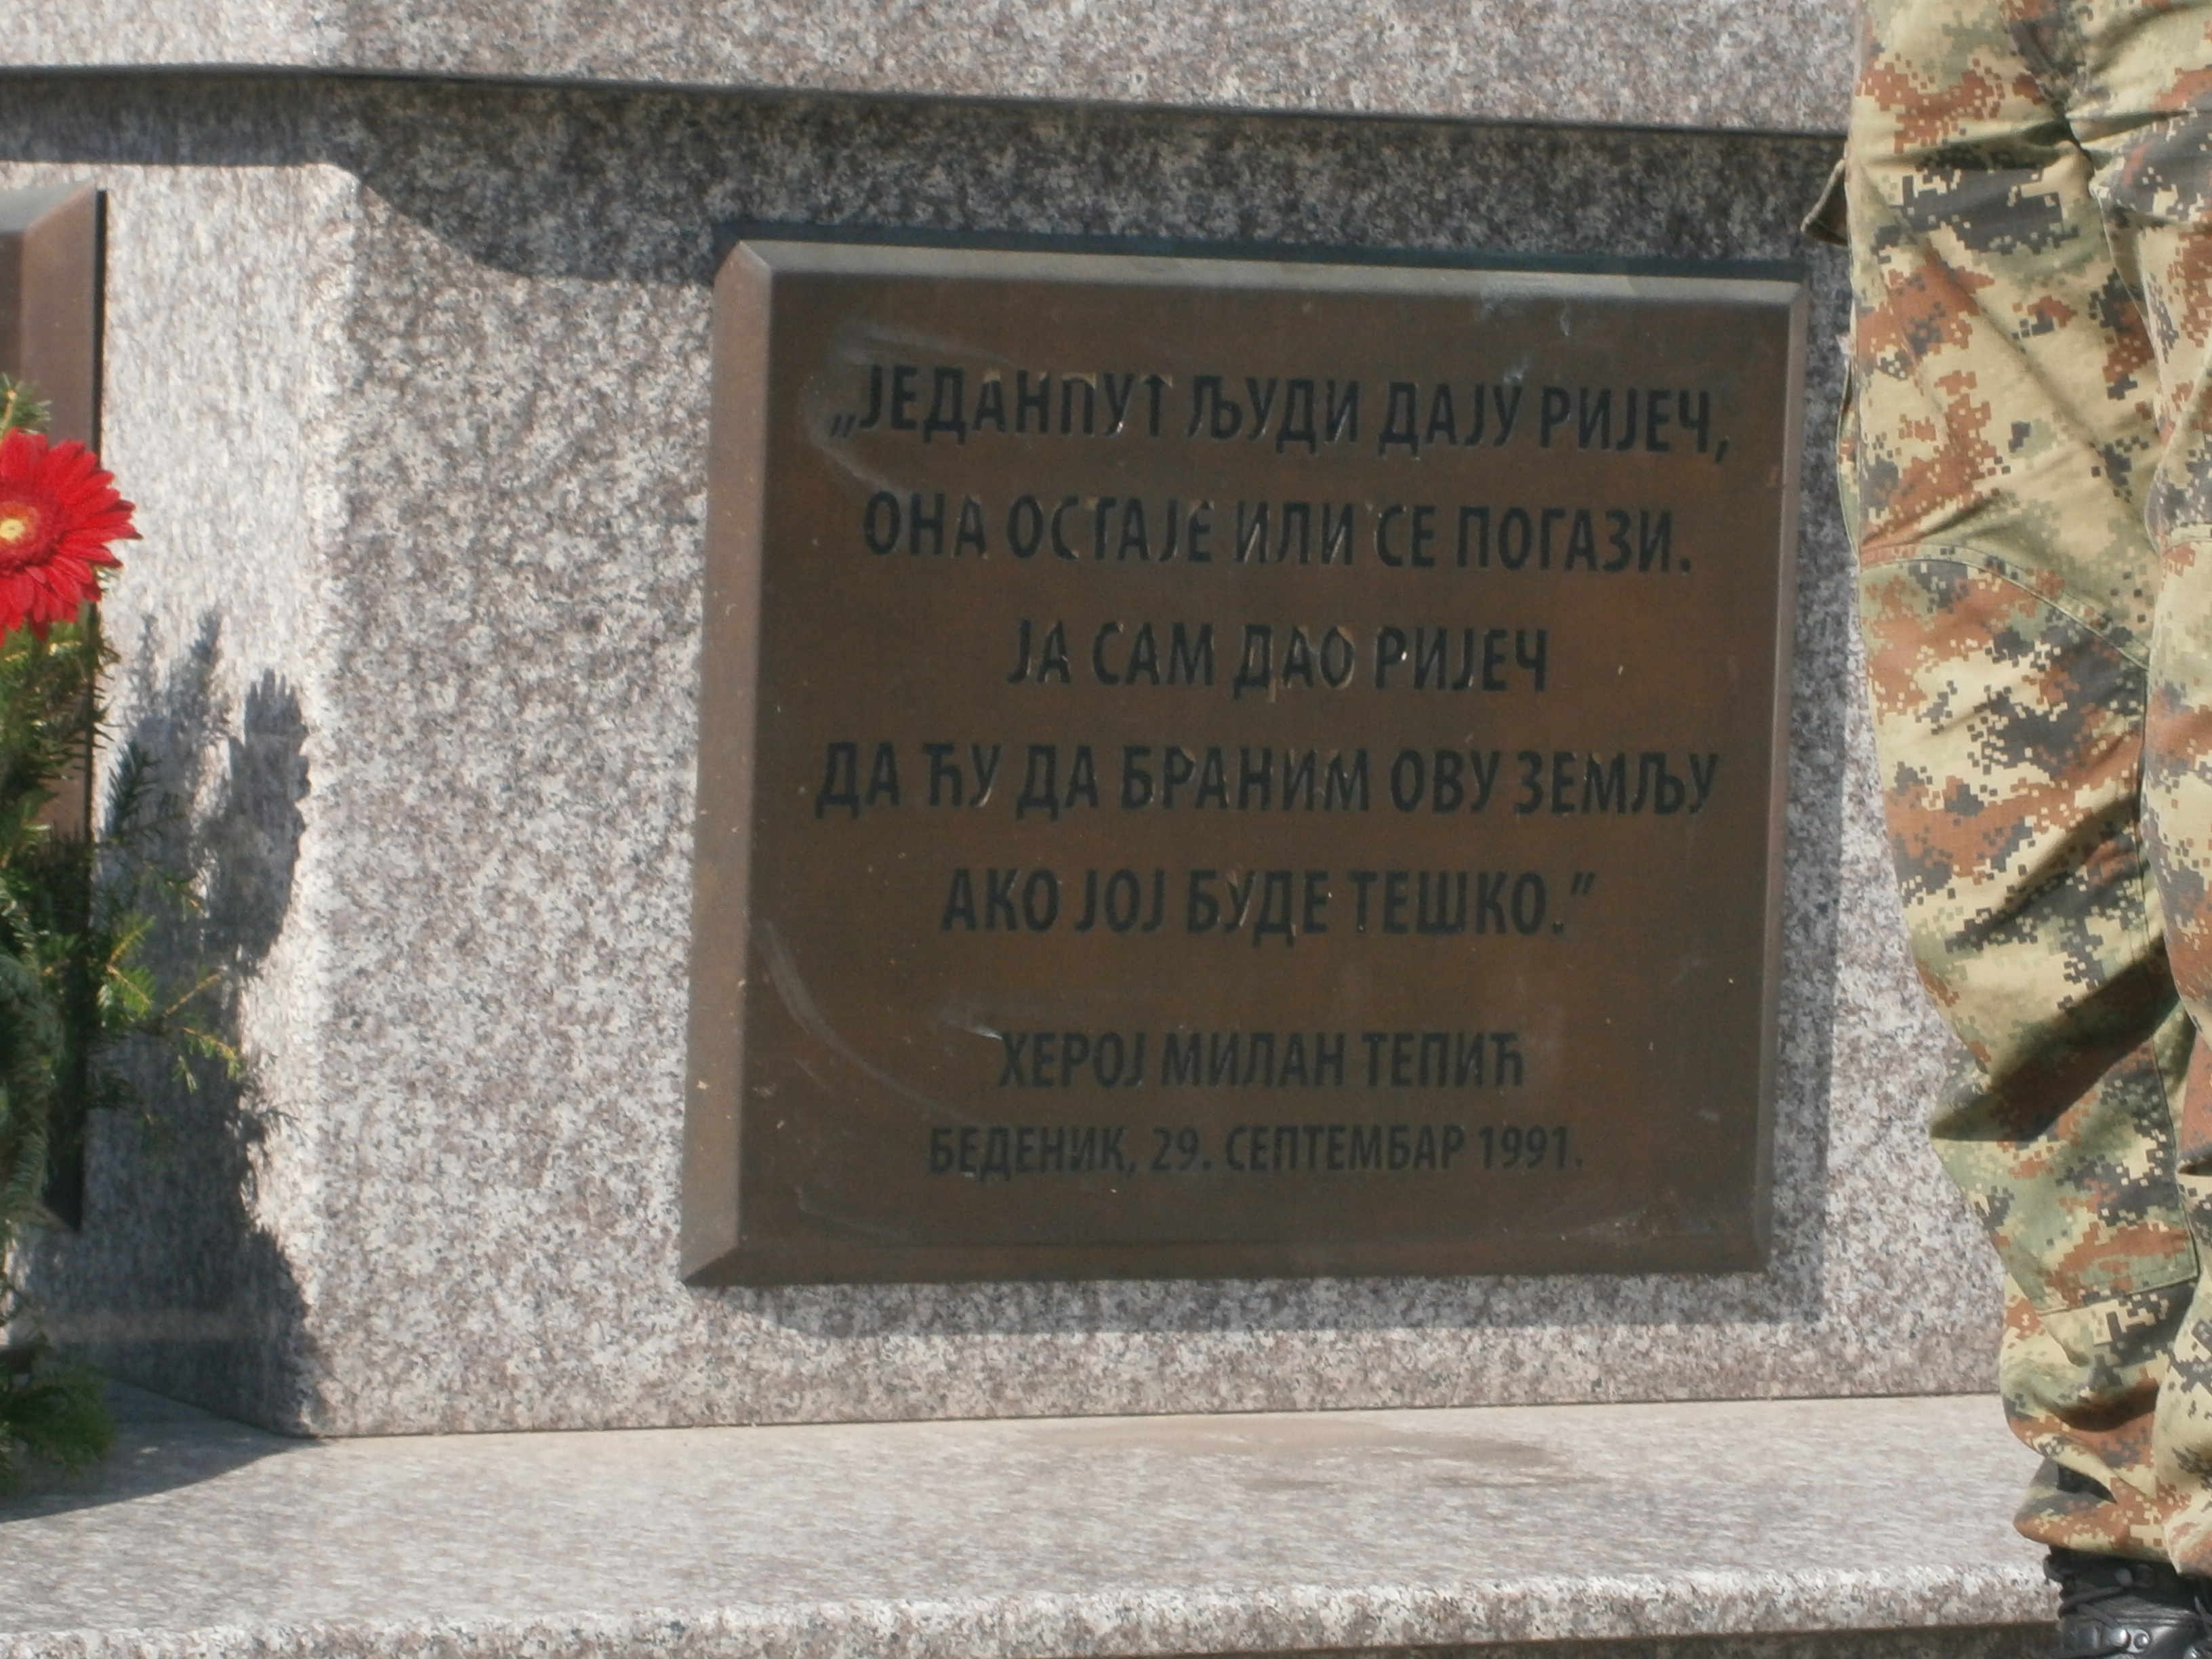 „ЈЕДАНПУТ ЉУДИ ДАЈУ РИЈЕЧ,
ОНА ОСТАЈЕ ИЛИ СЕ ПОГАЗИ.
ЈА САМ ДАО РИЈЕЧ
ДА ЋУ ДА БРАНИМ ОВУ ЗЕМЉУ
АКО ЈОЈ БУДЕ ТЕШКО.”
ХЕРОЈ МИЛАН ТЕПИЋ
БЕДЕНИК, 29. СЕПТЕМБАР 1991.